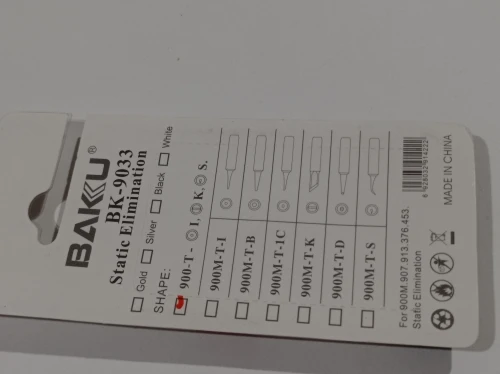 BAKU®
BK-9033
Static Elimination
Gold Silver Black White
SHAPE:
900-T- I, K, S.
900M-T-I
900M-T-B
900M-T-1C
900M-T-K
900M-T-D
900M-T-S
For 900M.907.913.376.453.
Static Elimination
MADE IN CHINA